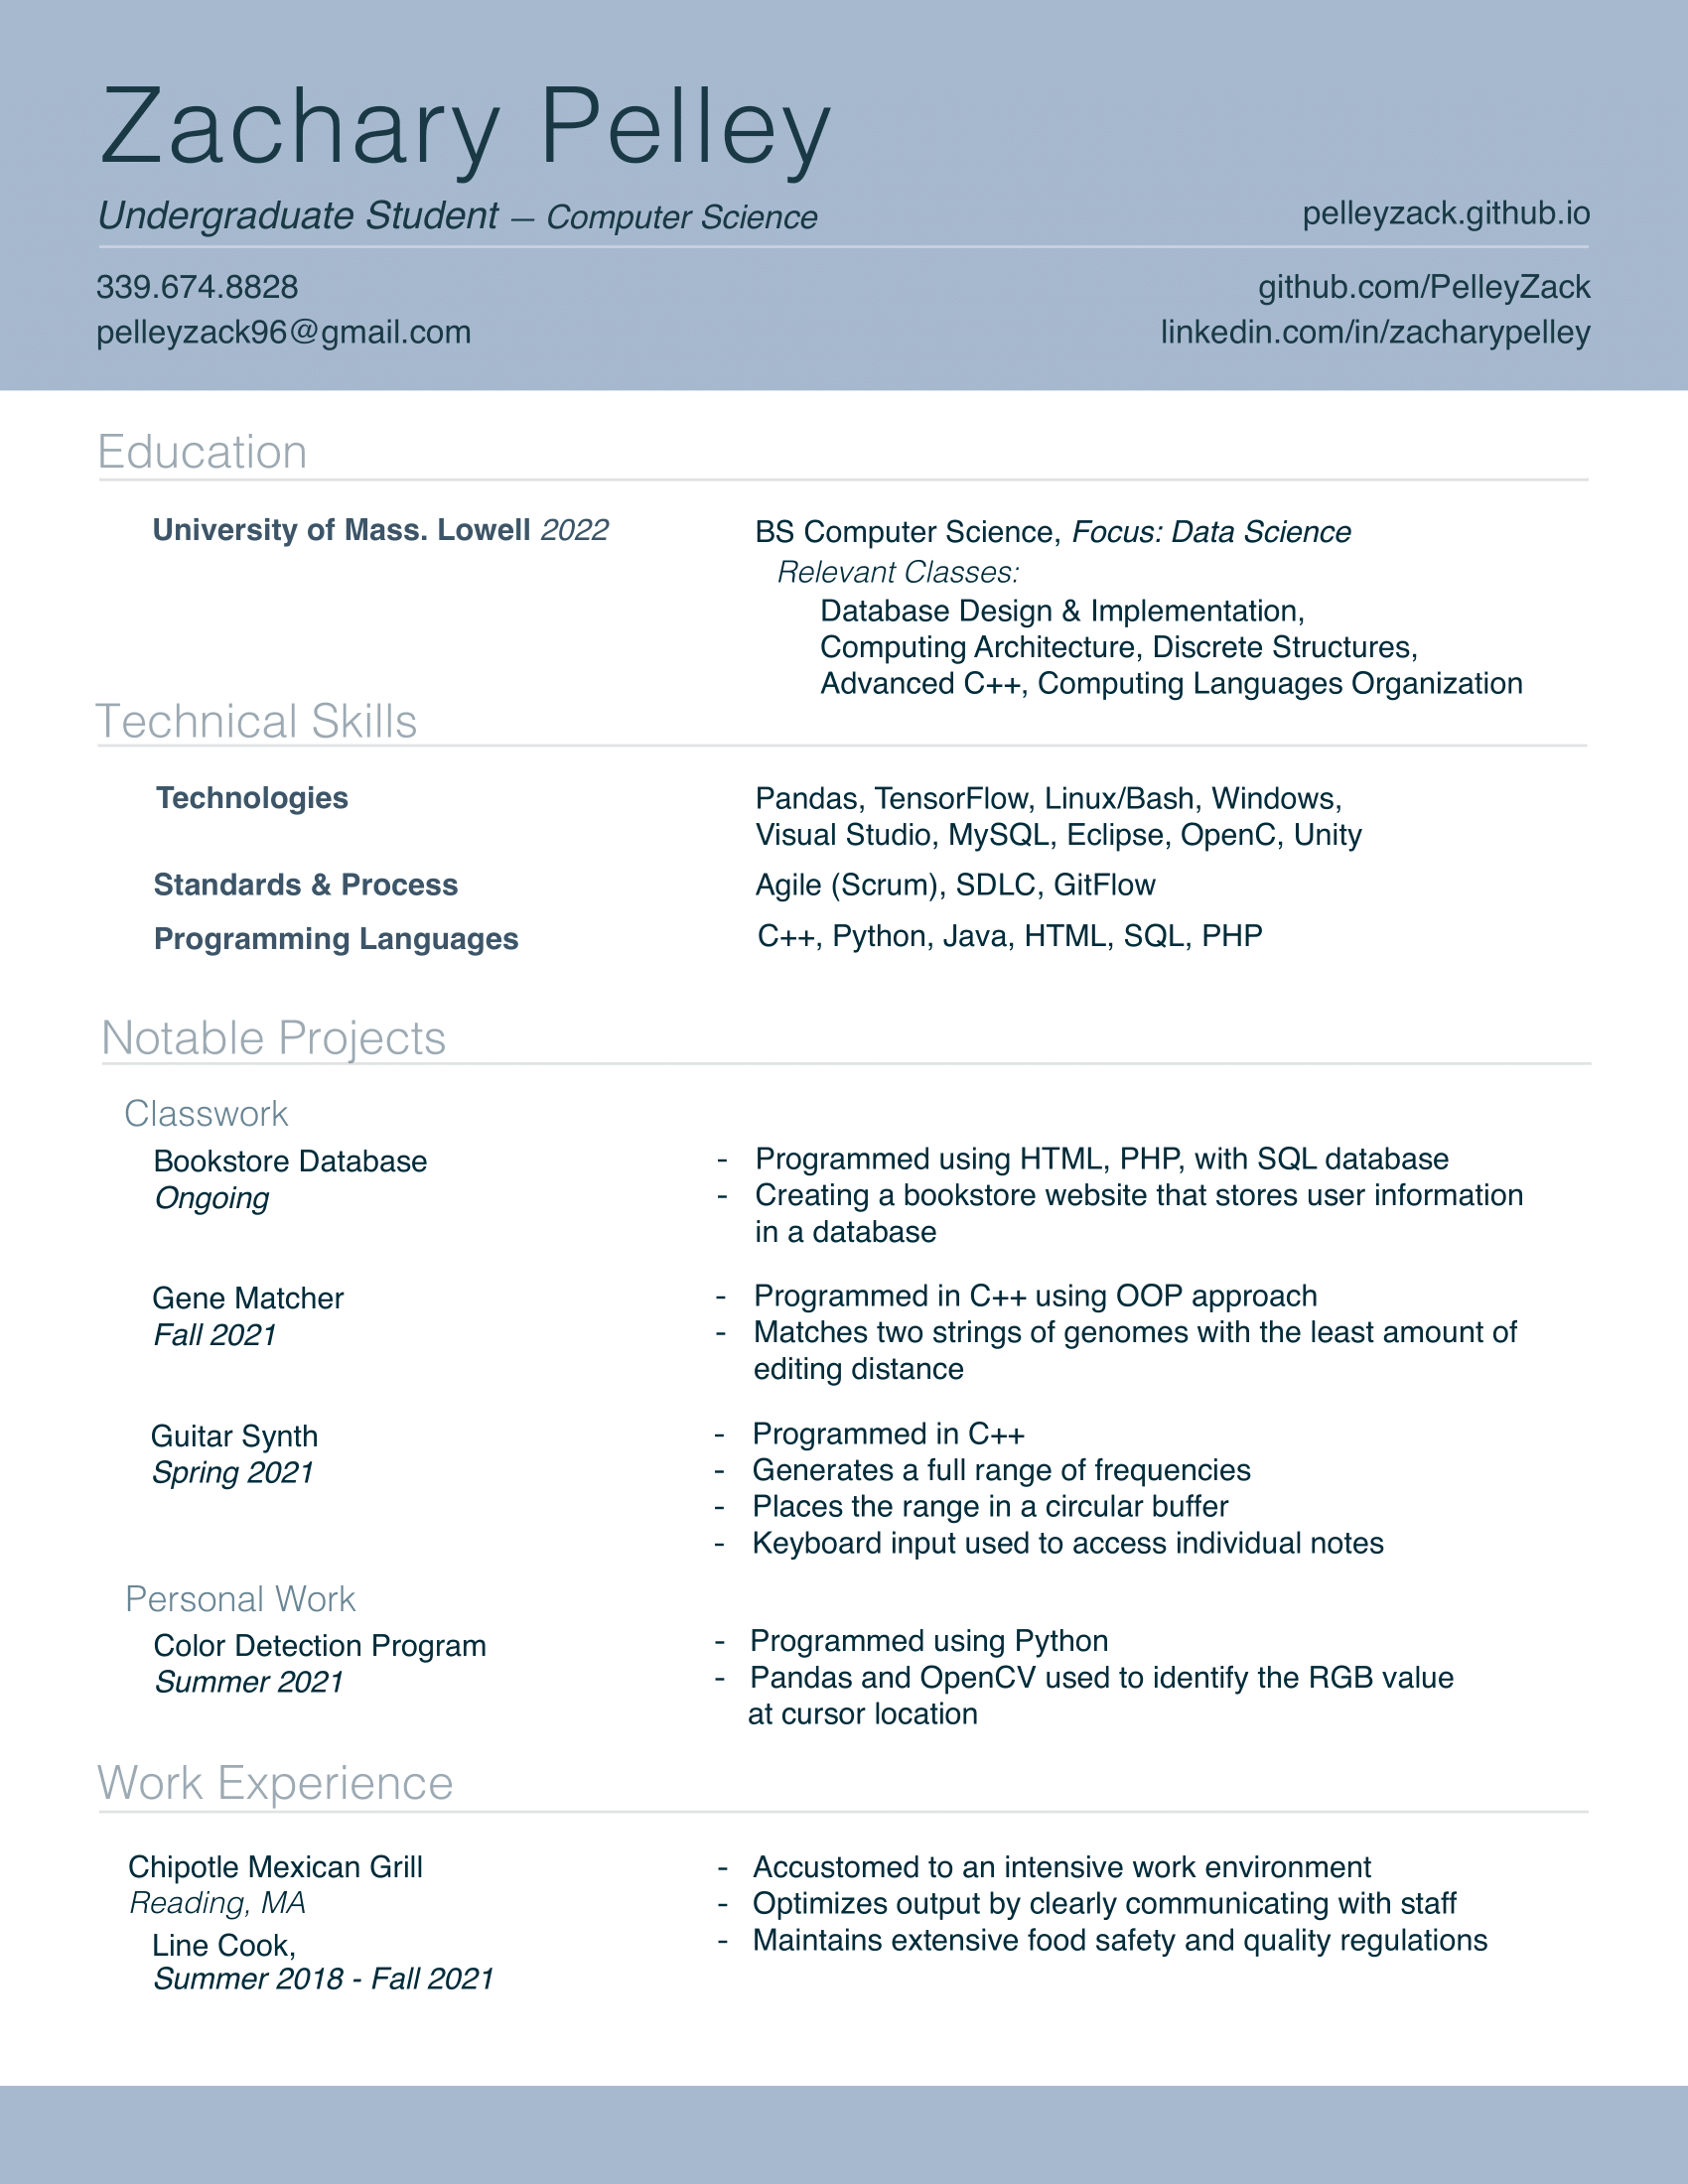 Zachary Pelley
Undergraduate Student – Computer Science
pelleyzack.github.io
339.674.8828
github.com/PelleyZack
pelleyzack96@gmail.com
linkedin.com/in/zacharypelley
Education
University of Mass. Lowell 2022
BS Computer Science, Focus: Data Science
Relevant Classes:
Database Design & Implementation,
Computing Architecture, Discrete Structures,
Advanced C++, Computing Languages Organization
Technical Skills
Technologies
Pandas, TensorFlow, Linux/Bash, Windows,
Visual Studio, MySQL, Eclipse, OpenC, Unity
Standards & Process
Agile (Scrum), SDLC, GitFlow
Programming Languages
C++, Python, Java, HTML, SQL, PHP
Notable Projects
Classwork
Bookstore Database
Ongoing
- Programmed using HTML, PHP, with SQL database
- Creating a bookstore website that stores user information
in a database
Gene Matcher
Fall 2021
- Programmed in C++ using OOP approach
- Matches two strings of genomes with the least amount of
editing distance
Guitar Synth
Spring 2021
- Programmed in C++
- Generates a full range of frequencies
- Places the range in a circular buffer
- Keyboard input used to access individual notes
Personal Work
Color Detection Program
Summer 2021
- Programmed using Python
- Pandas and OpenCV used to identify the RGB value
at cursor location
Work Experience
Chipotle Mexican Grill
Reading, MA
Line Cook,
Summer 2018 - Fall 2021
- Accustomed to an intensive work environment
- Optimizes output by clearly communicating with staff
- Maintains extensive food safety and quality regulations